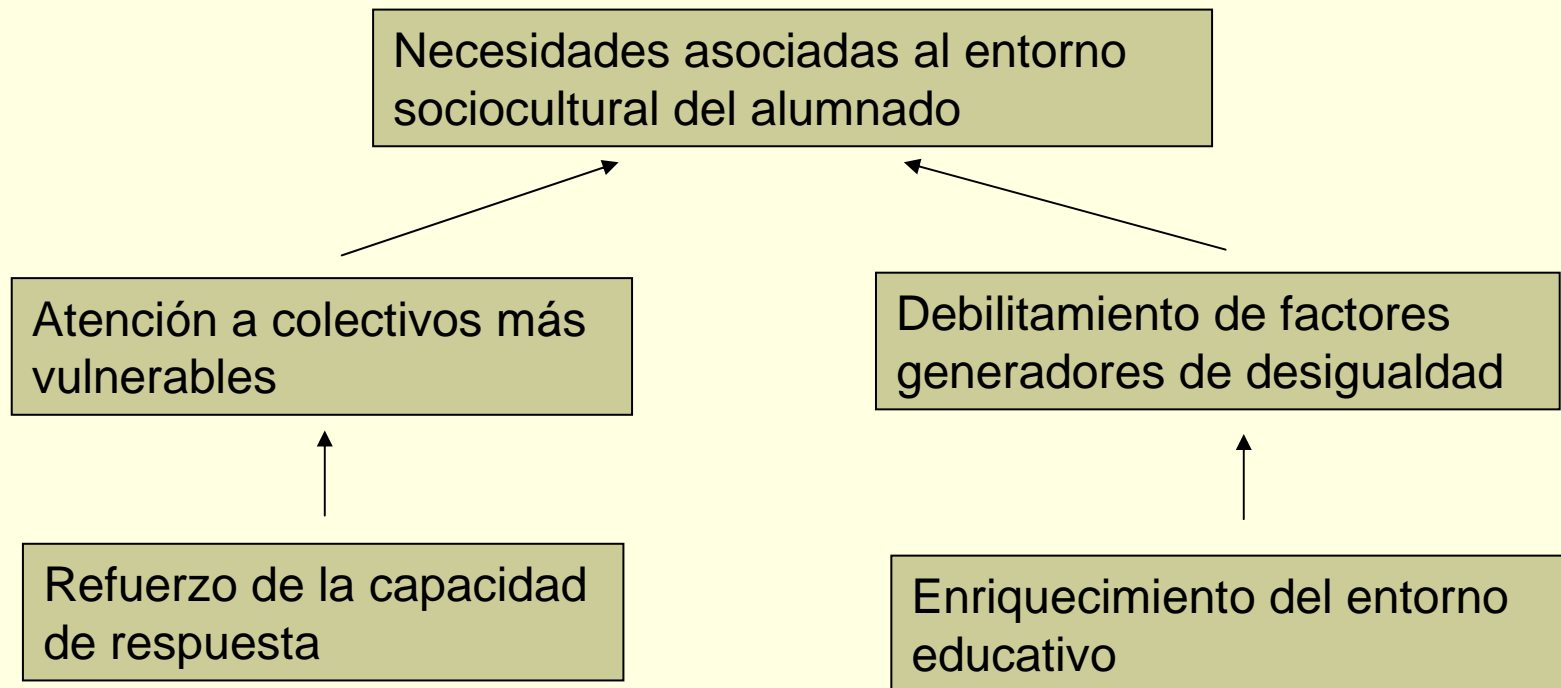 Necesidades asociadas al entorno
sociocultural del alumnado
Atención a colectivos más
vulnerables
Debilitamiento de factores
generadores de desigualdad
Refuerzo de la capacidad
de respuesta
Enriquecimiento del entorno
educativo